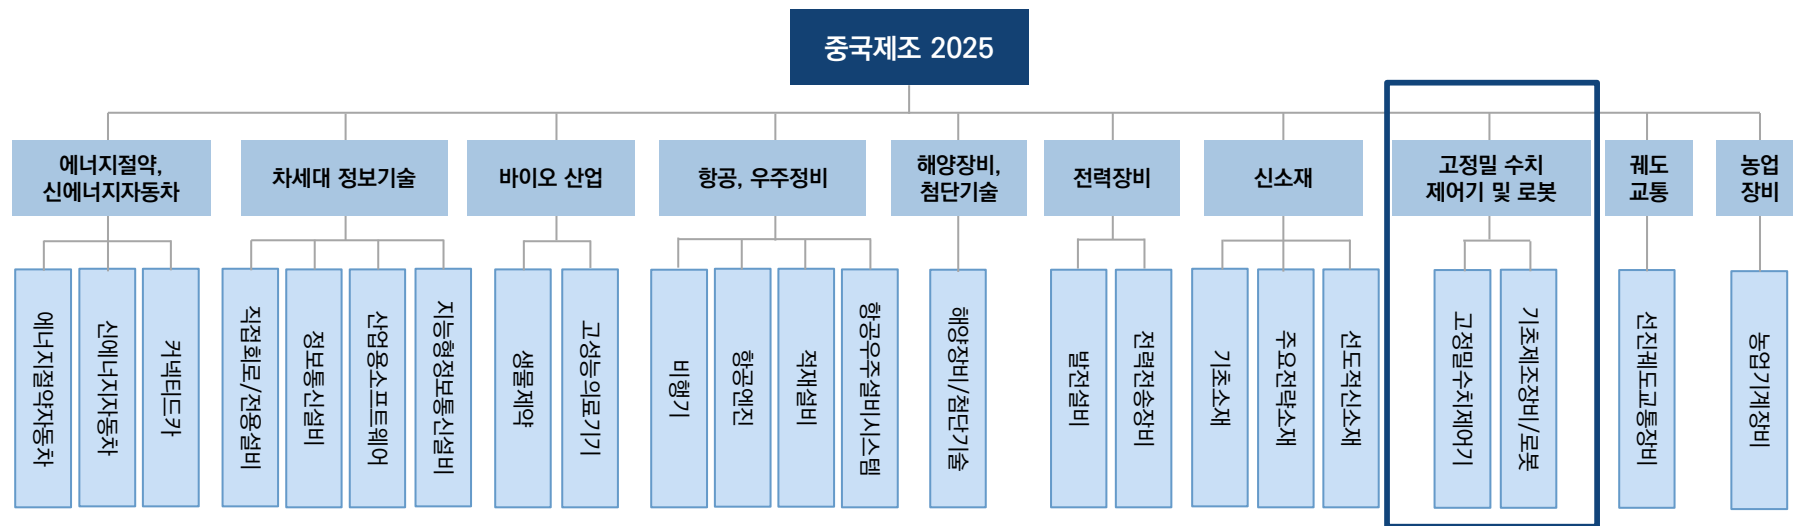 중국제조 2025
에너지절약,
신에너지자동차
차세대 정보기술
바이오 산업
항공, 우주정비
해양장비,
첨단기술
전력장비
신소재
고정밀 수치
제어기 및 로봇
궤도
교통
농업
장비
에너지절약자동차
신에너지자동차
커넥티드카
직접회로/전용설비
정보통신설비
산업용소프트웨어
지능형정보통신설비
생물제약
고성능의료기기
비행기
항공엔진
적재설비
항공우주설비시스템
해양장비/첨단기술
발전설비
전력전송장비
기초소재
주요전략소재
선도적신소재
고정밀수치제어기
기초제조장비/로봇
선진궤도교통장비
농업기계장비